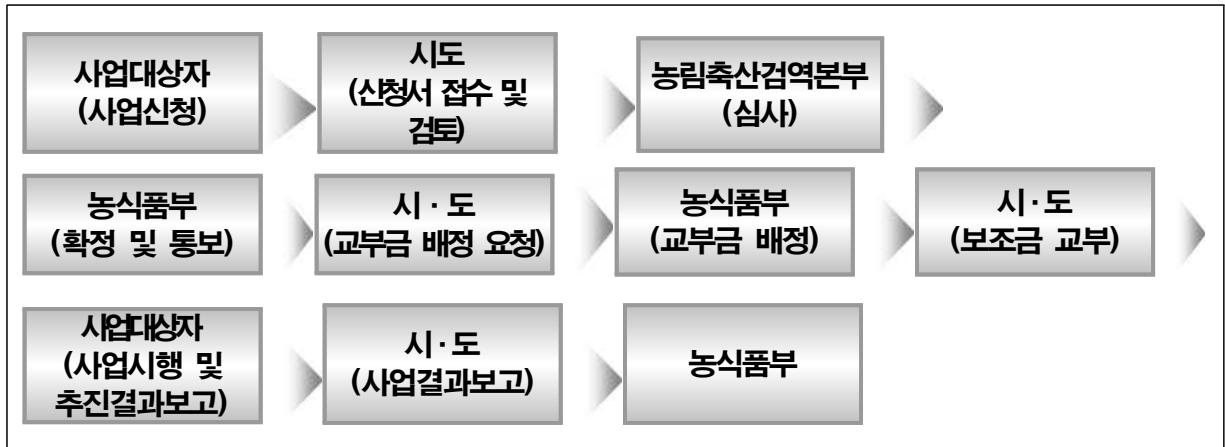 사업대상자
(사업신청)
시도
(신청서 접수 및
검토)
농림축산검역본부
(심사)
농식품부
(확정 및 통보)
시·도
(교부금 배정 요청)
농식품부
(교부금 배정)
시·도
(보조금 교부)
사업대상자
(사업시행 및
추진결과보고)
시·도
(사업결과보고)
농식품부